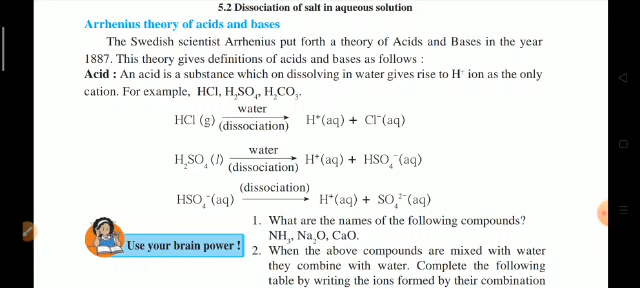 5.2 Dissociation of salt in aqueous solution
Arrhenius theory of acids and bases
The Swedish scientist Arrhenius put forth a theory of Acids and Bases in the year
1887. This theory gives definitions of acids and bases as follows :
Acid : An acid is a substance which on dissolving in water gives rise to H⁺ ion as the only
cation. For example, HCl, H₂SO₄, H₂CO₃.
water
HCl (g) ⟶ H⁺(aq) + Cl⁻(aq)
(dissociation)
water
H₂SO₄ (l) ⟶ H⁺(aq) + HSO₄⁻(aq)
(dissociation)
(dissociation)
HSO₄⁻(aq) ⟶ H⁺(aq) + SO₄²⁻(aq)
Use your brain power !
1. What are the names of the following compounds?
NH₃, Na₂O, CaO.
2. When the above compounds are mixed with water
they combine with water. Complete the following
table by writing the ions formed by their combination